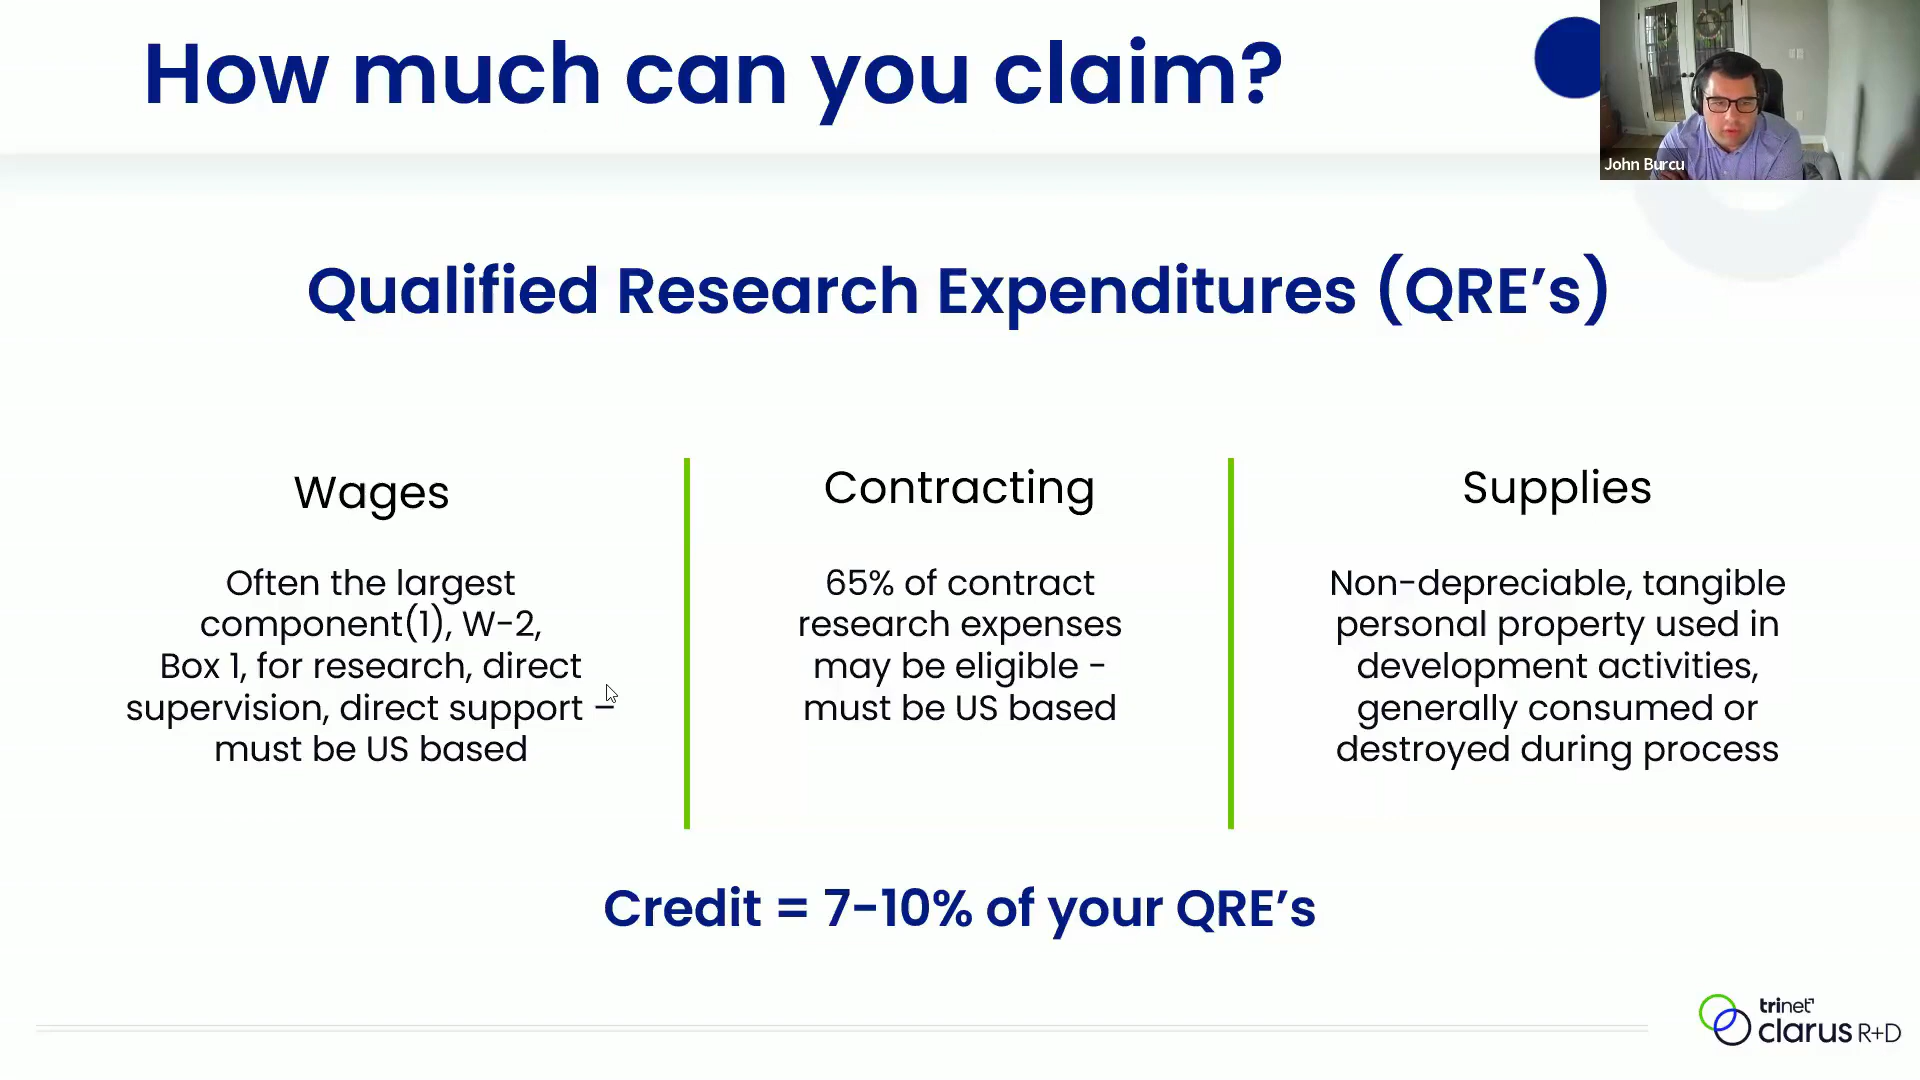 How much can you claim?
John Burcu
Qualified Research Expenditures (QRE’s)
Wages
Often the largest
component(1), W-2,
Box 1, for research, direct
supervision, direct support –
must be US based
Contracting
65% of contract
research expenses
may be eligible -
must be US based
Supplies
Non-depreciable, tangible
personal property used in
development activities,
generally consumed or
destroyed during process
Credit = 7-10% of your QRE’s
trinet
clarus R+D